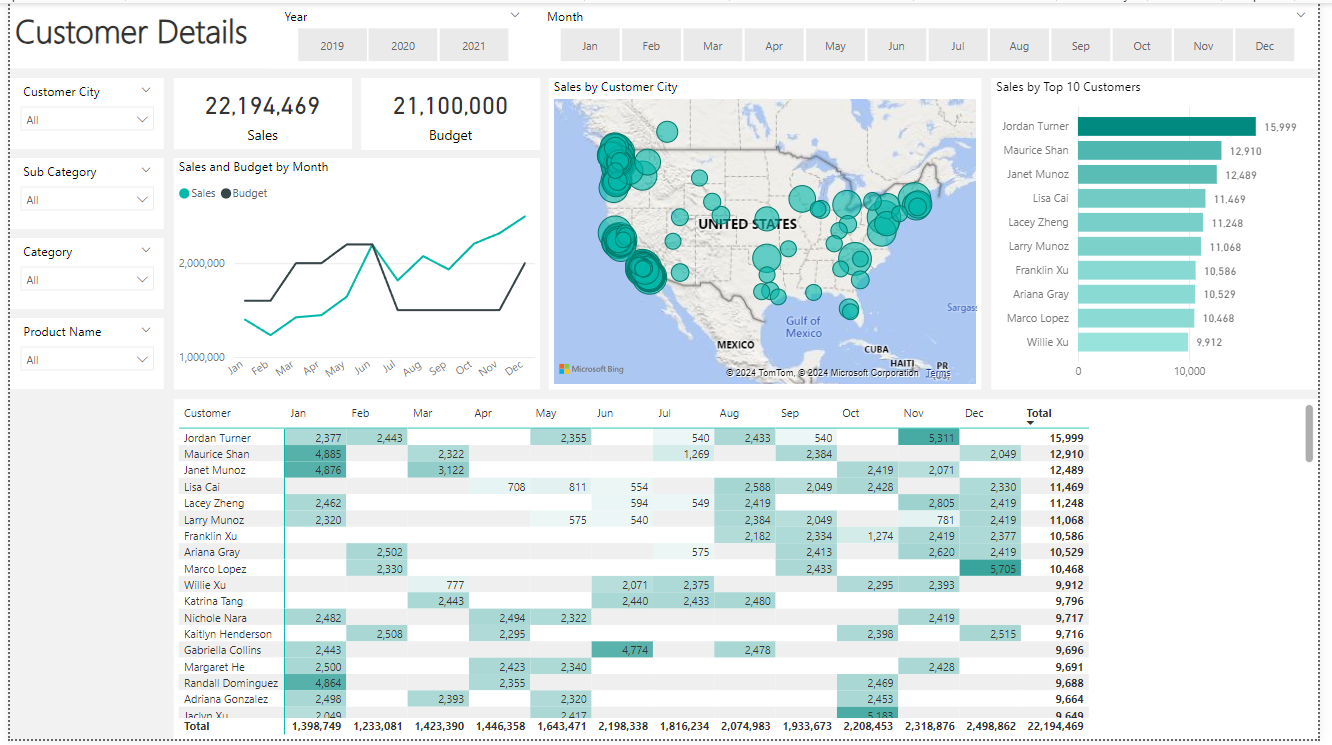 Customer Details
Year
2019 2020 2021
Month
Jan Feb Mar Apr May Jun Jul Aug Sep Oct Nov Dec
Customer City
All
Sub Category
All
Category
All
Product Name
All
22,194,469
Sales
21,100,000
Budget
Sales and Budget by Month
Sales Budget
2,000,000
1,000,000
Jan Feb Mar Apr May Jun Jul Aug Sep Oct Nov Dec
Sales by Customer City
UNITED STATES
Sargass
Gulf of
Mexico
MEXICO
CUBA
HAITI
PR
Microsoft Bing
© 2024 TomTom, © 2024 Microsoft Corporation Terms
Sales by Top 10 Customers
Jordan Turner 15,999
Maurice Shan 12,910
Janet Munoz 12,489
Lisa Cai 11,469
Lacey Zheng 11,248
Larry Munoz 11,068
Franklin Xu 10,586
Ariana Gray 10,529
Marco Lopez 10,468
Willie Xu 9,912
0 10,000
Customer Jan Feb Mar Apr May Jun Jul Aug Sep Oct Nov Dec Total
Jordan Turner 2,377 2,443 2,355 540 2,433 540 5,311 15,999
Maurice Shan 4,885 2,322 1,269 2,384 2,049 12,910
Janet Munoz 4,876 3,122 2,419 2,071 12,489
Lisa Cai 708 811 554 2,588 2,049 2,428 2,330 11,469
Lacey Zheng 2,462 594 549 2,419 2,805 2,419 11,248
Larry Munoz 2,320 575 540 2,384 2,049 781 2,419 11,068
Franklin Xu 2,182 2,334 1,274 2,419 2,377 10,586
Ariana Gray 2,502 575 2,413 2,620 2,419 10,529
Marco Lopez 2,330 2,433 5,705 10,468
Willie Xu 777 2,071 2,375 2,295 2,393 9,912
Katrina Tang 2,443 2,440 2,433 2,480 9,796
Nichole Nara 2,482 2,494 2,322 2,419 9,717
Kaitlyn Henderson 2,508 2,295 2,398 2,515 9,716
Gabriella Collins 2,443 4,774 2,478 9,696
Margaret He 2,500 2,423 2,340 2,428 9,691
Randall Dominguez 4,864 2,355 2,469 9,688
Adriana Gonzalez 2,498 2,393 2,320 2,453 9,664
Jaclyn Xu 2,049 2,417 5,183 9,649
Total 1,398,749 1,233,081 1,423,390 1,446,358 1,643,471 2,198,338 1,816,234 2,074,983 1,933,673 2,208,453 2,318,876 2,498,862 22,194,469